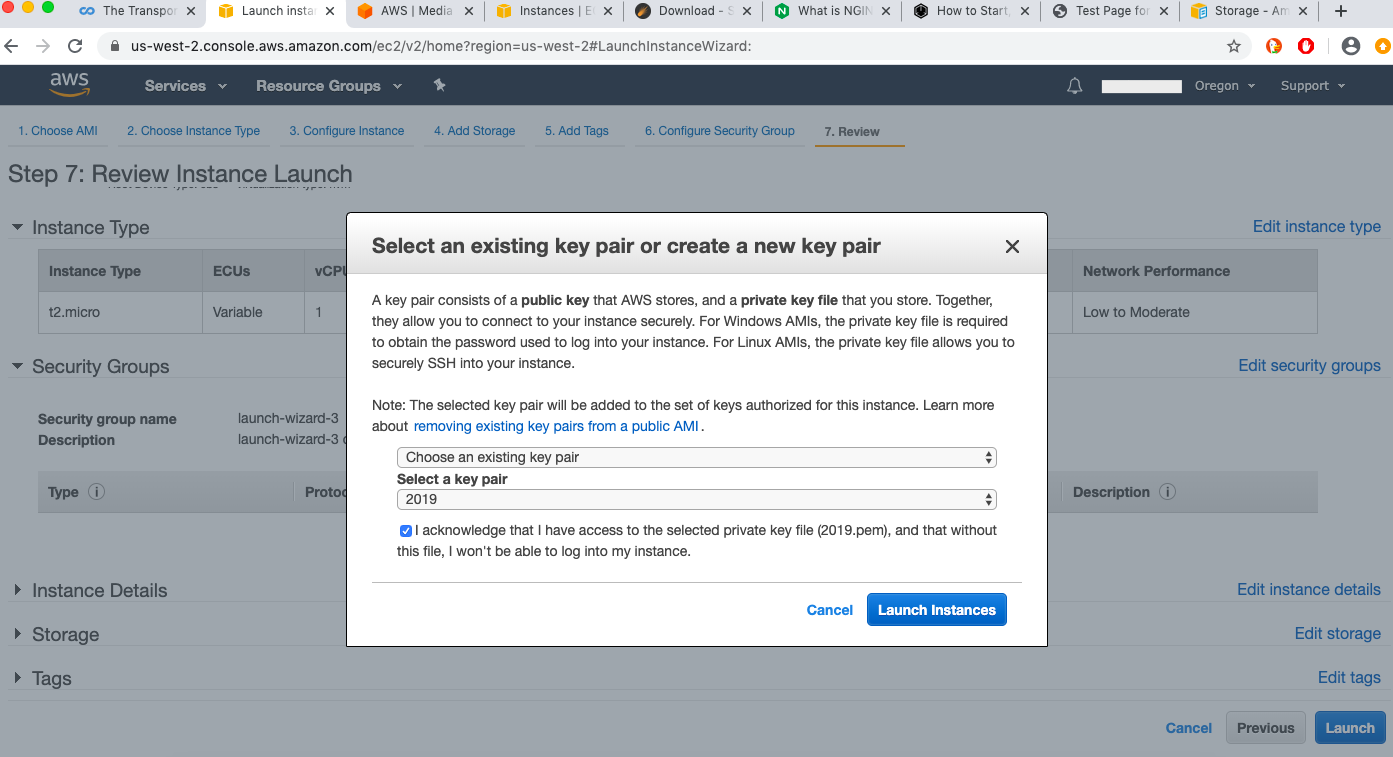 The Transpor
Launch instan
AWS | Media
Instances | E
Download - S
What is NGIN
How to Start,
Test Page for
Storage - Am
us-west-2.console.aws.amazon.com/ec2/v2/home?region=us-west-2#LaunchInstanceWizard:
aws Services Resource Groups Oregon Support
1. Choose AMI 2. Choose Instance Type 3. Configure Instance 4. Add Storage 5. Add Tags 6. Configure Security Group 7. Review
Step 7: Review Instance Launch
Instance Type Edit instance type
Instance Type ECUs vCPU Network Performance
t2.micro Variable 1 Low to Moderate
Security Groups Edit security groups
Security group name launch-wizard-3
Description launch-wizard-3 c
Type Protoc Description
Instance Details Edit instance details
Storage Edit storage
Tags Edit tags
Cancel Previous Launch
Select an existing key pair or create a new key pair
A key pair consists of a public key that AWS stores, and a private key file that you store. Together,
they allow you to connect to your instance securely. For Windows AMIs, the private key file is required
to obtain the password used to log into your instance. For Linux AMIs, the private key file allows you to
securely SSH into your instance.
Note: The selected key pair will be added to the set of keys authorized for this instance. Learn more
about removing existing key pairs from a public AMI .
Choose an existing key pair
Select a key pair
2019
I acknowledge that I have access to the selected private key file (2019.pem), and that without
this file, I won't be able to log into my instance.
Cancel Launch Instances